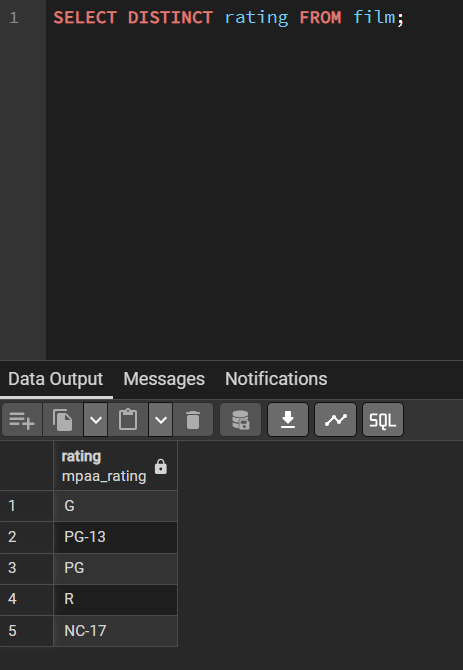 1 SELECT DISTINCT rating FROM film;
Data Output Messages Notifications
SQL
rating
mpaa_rating
1 G
2 PG-13
3 PG
4 R
5 NC-17